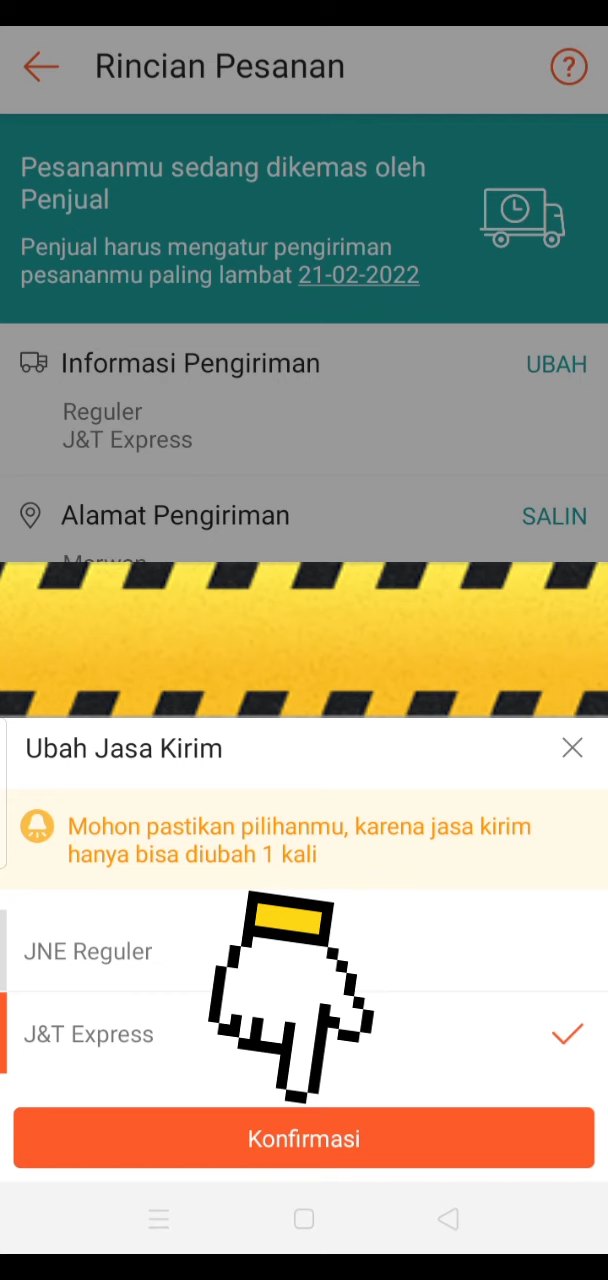 Rincian Pesanan
?
Pesananmu sedang dikemas oleh
Penjual
Penjual harus mengatur pengiriman
pesananmu paling lambat 21-02-2022
Informasi Pengiriman
UBAH
Reguler
J&T Express
Alamat Pengiriman
SALIN
Ubah Jasa Kirim
Mohon pastikan pilihanmu, karena jasa kirim
hanya bisa diubah 1 kali
JNE Reguler
J&T Express
Konfirmasi